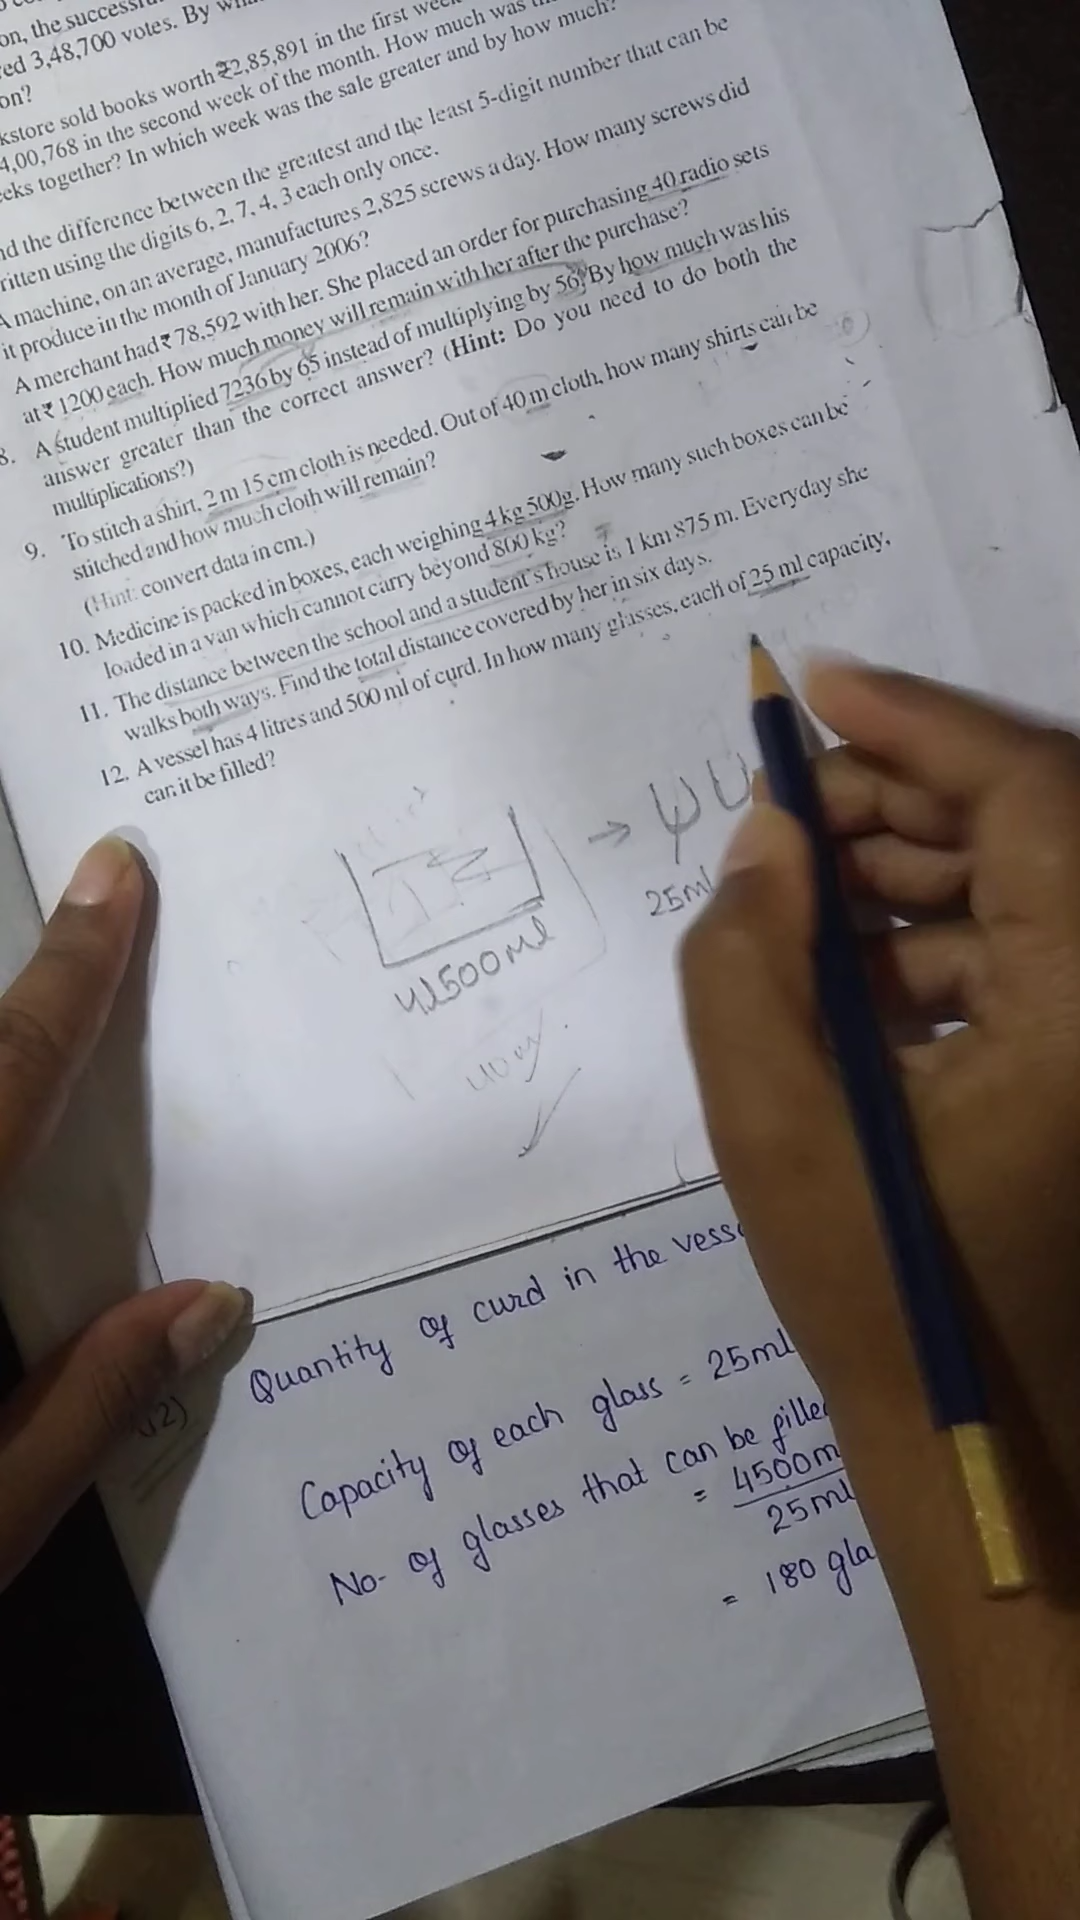 on, the success
ed 3,48,700 votes. By
on?
kstore sold books worth ₹2,85,891 in the first week
4,00,768 in the second week of the month. How much was
eks together? In which week was the sale greater and by how much?
nd the difference between the greatest and the least 5-digit number that can be
ritten using the digits 6, 2, 7, 4, 3 each only once.
A machine, on an average, manufactures 2,825 screws a day. How many screws did
it produce in the month of January 2006?
A merchant had ₹ 78,592 with her. She placed an order for purchasing 40 radio sets
at ₹ 1200 each. How much money will remain with her after the purchase?
8. A student multiplied 7236 by 65 instead of multiplying by 56. By how much was his
answer greater than the correct answer? (Hint: Do you need to do both the
multiplications?)
9. To stitch a shirt, 2 m 15 cm cloth is needed. Out of 40 m cloth, how many shirts can be
stitched and how much cloth will remain?
(Hint: convert data in cm.)
10. Medicine is packed in boxes, each weighing 4 kg 500g. How many such boxes can be
loaded in a van which cannot carry beyond 800 kg?
11. The distance between the school and a student's house is 1 km 875 m. Everyday she
walks both ways. Find the total distance covered by her in six days.
12. A vessel has 4 litres and 500 ml of curd. In how many glasses, each of 25 ml capacity,
can it be filled?
25ml
4l500ml
40m
12) Quantity of curd in the vess
Capacity of each glass = 25ml
No- of glasses that can be fille
= 4500m
25ml
= 180 gla